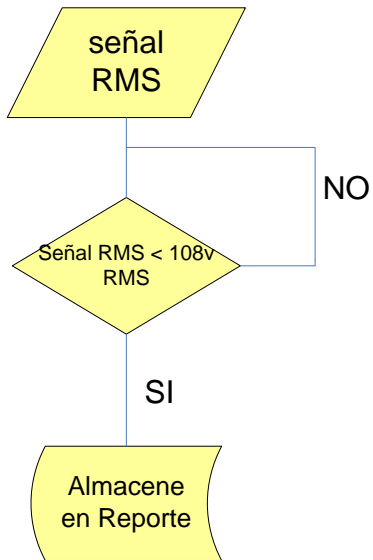 señal
RMS
NO
Señal RMS < 108v
RMS
SI
Almacene
en Reporte